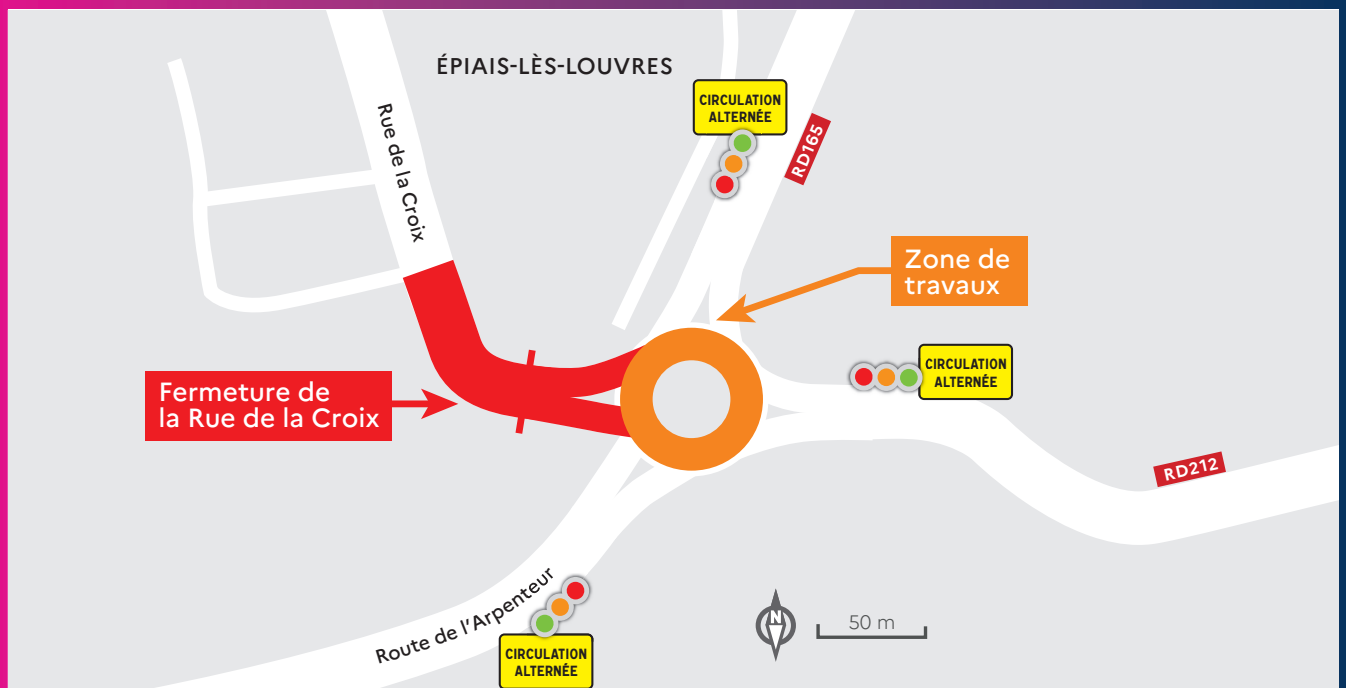 ÉPIAIS-LÈS-LOUVRES
CIRCULATION
ALTERNÉE
RD165
Rue de la Croix
Zone de
travaux
Fermeture de
la Rue de la Croix
CIRCULATION
ALTERNÉE
RD212
Route de l'Arpenteur
CIRCULATION
ALTERNÉE
N
50 m